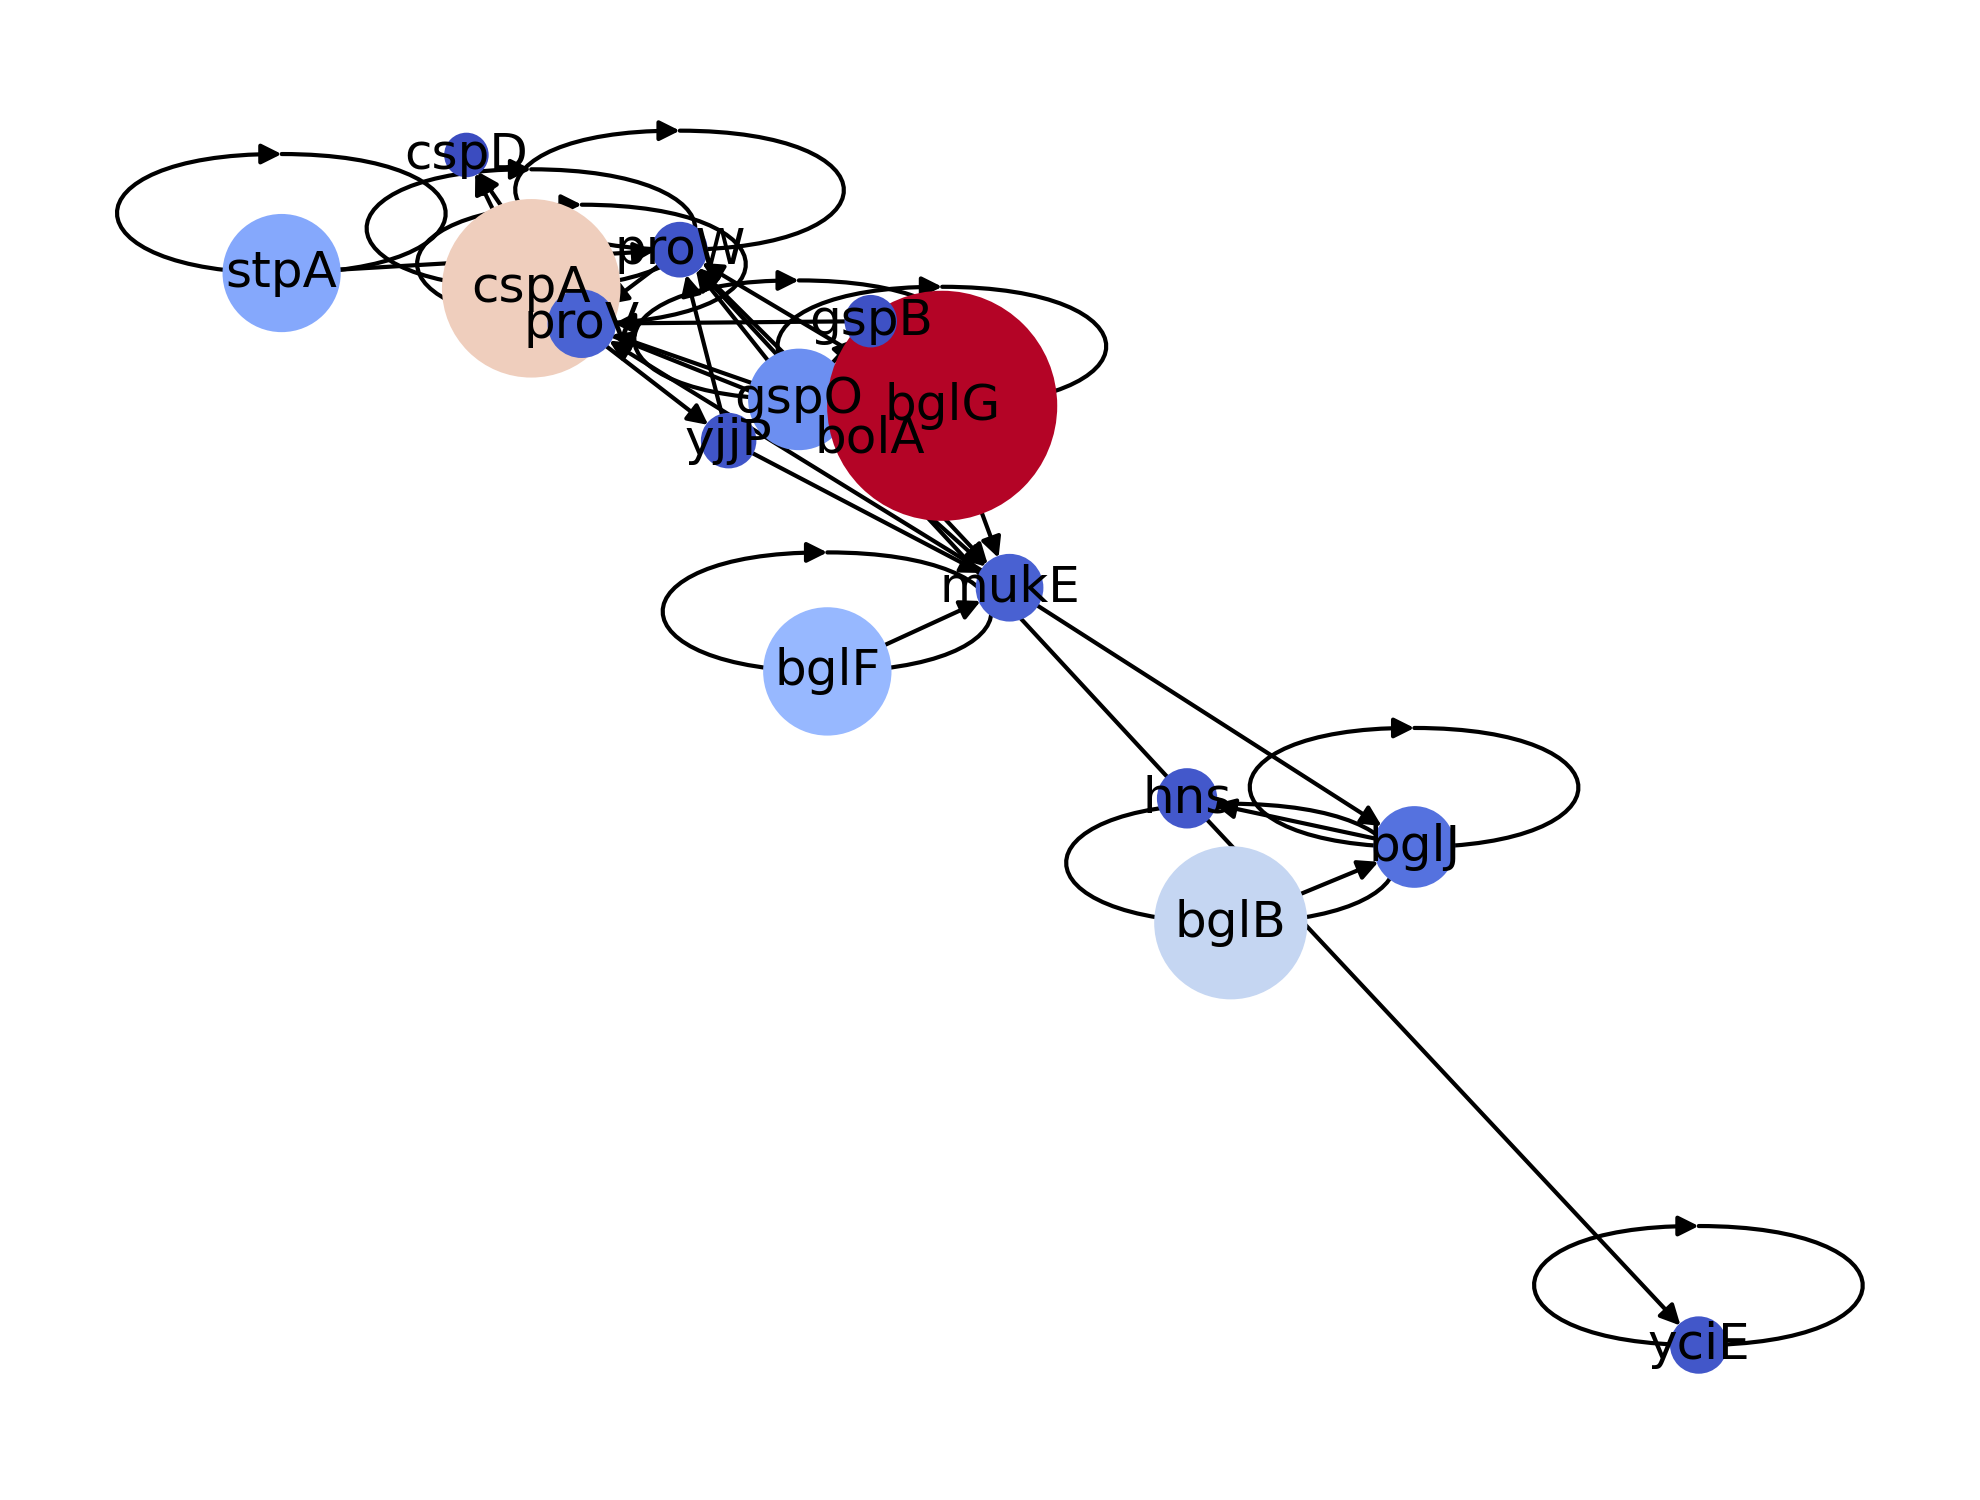 cspD
proW
stpA
cspA
proV
gspB
gspO
bglG
bolA
yjjP
mukE
bglF
hns
bglJ
bglB
yciE